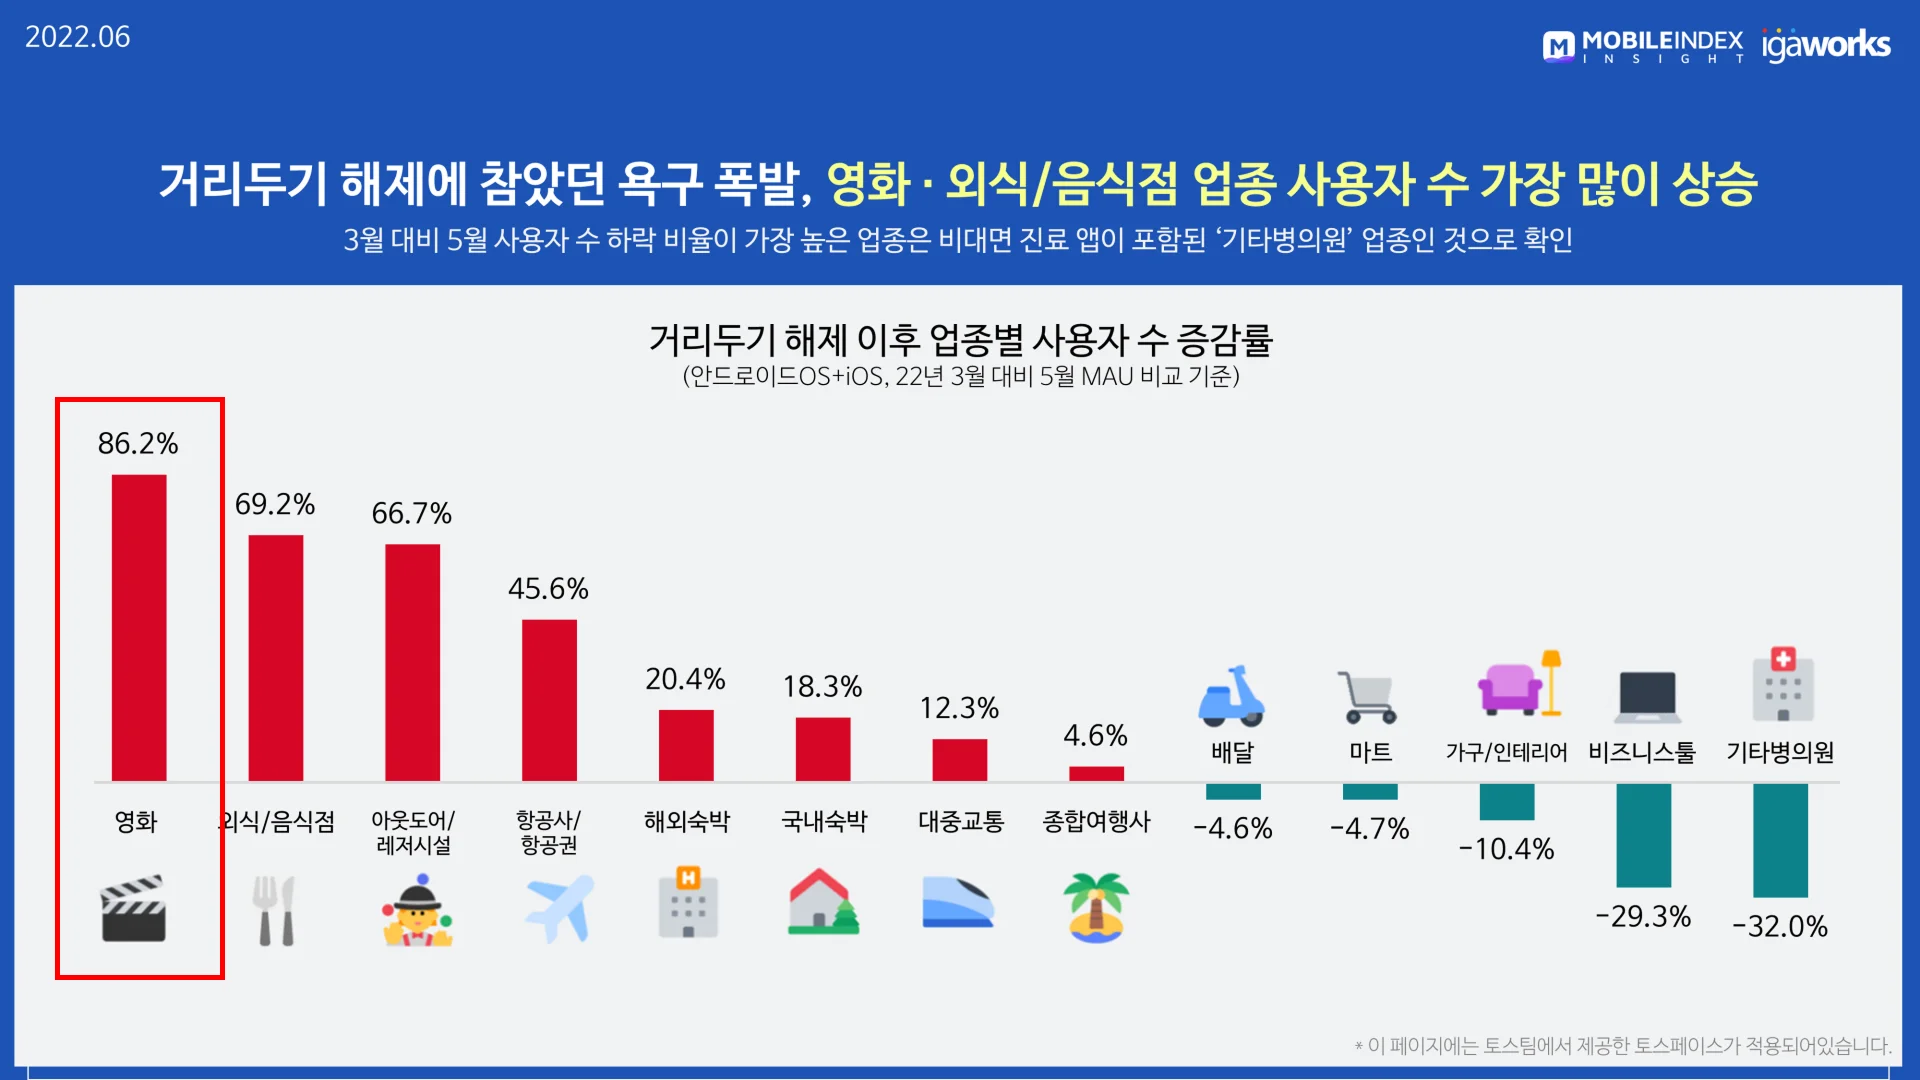 2022.06
MOBILEINDEX
INSIGHT
igaworks
거리두기 해제에 참았던 욕구 폭발, 영화 · 외식/음식점 업종 사용자 수 가장 많이 상승
3월 대비 5월 사용자 수 하락 비율이 가장 높은 업종은 비대면 진료 앱이 포함된 ‘기타병의원’ 업종인 것으로 확인
거리두기 해제 이후 업종별 사용자 수 증감률
(안드로이드OS+iOS, 22년 3월 대비 5월 MAU 비교 기준)
86.2%
69.2%
66.7%
45.6%
20.4%
18.3%
12.3%
4.6%
배달
마트
가구/인테리어
비즈니스툴
기타병의원
영화
외식/음식점
아웃도어/
레저시설
항공사/
항공권
해외숙박
국내숙박
대중교통
종합여행사
-4.6%
-4.7%
-10.4%
-29.3%
-32.0%
H
* 이 페이지에는 토스팀에서 제공한 토스페이스가 적용되어있습니다.